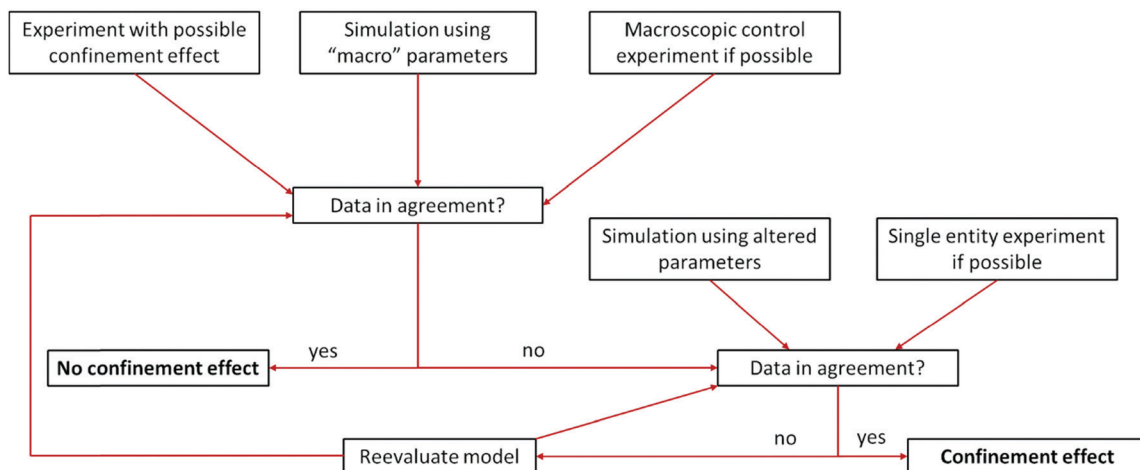 Experiment with possible
confinement effect
Simulation using
“macro” parameters
Macroscopic control
experiment if possible
Data in agreement?
Simulation using altered
parameters
Single entity experiment
if possible
No confinement effect
yes
no
Data in agreement?
Reevaluate model
no
yes
Confinement effect